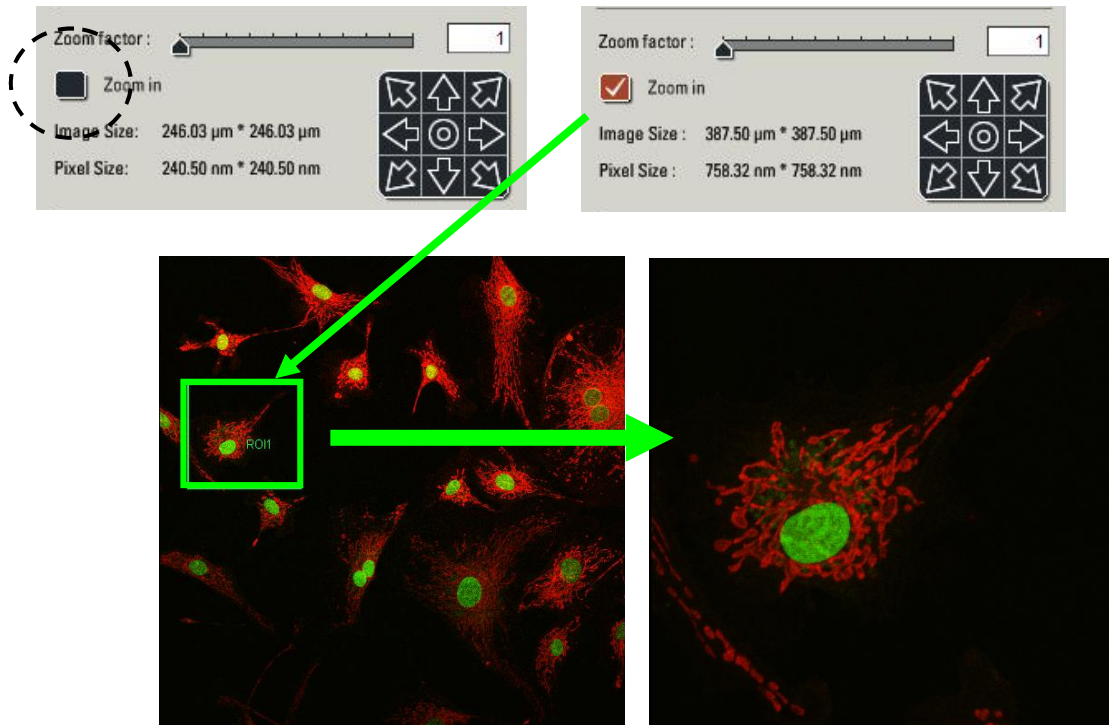 Zoom factor : 1
Zoom in
Image Size: 246.03 µm * 246.03 µm
Pixel Size: 240.50 nm * 240.50 nm
Zoom factor : 1
Zoom in
Image Size : 387.50 µm * 387.50 µm
Pixel Size : 758.32 nm * 758.32 nm
ROI1